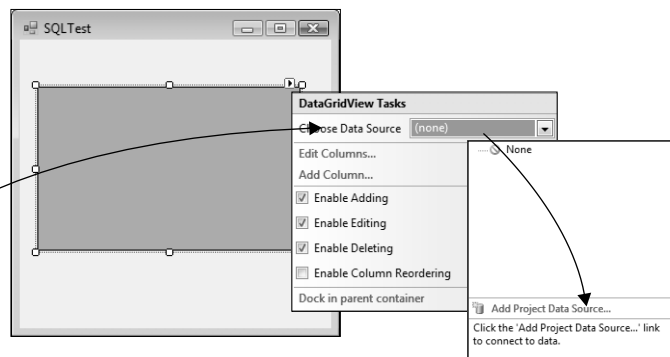 SQLTest
DataGridView Tasks
Choose Data Source (none)
None
Edit Columns...
Add Column...
Enable Adding
Enable Editing
Enable Deleting
Enable Column Reordering
Dock in parent container
Add Project Data Source...
Click the 'Add Project Data Source...' link
to connect to data.